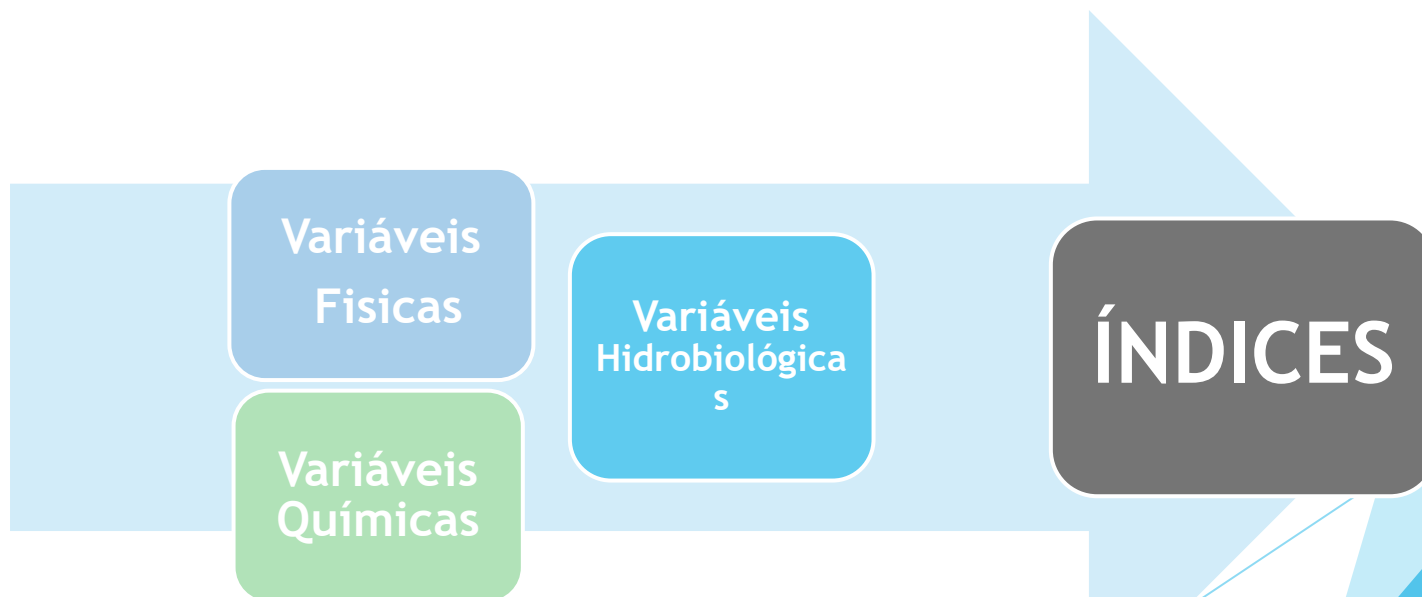 Variáveis
Fisicas
Variáveis
Químicas
Variáveis
Hidrobiológica
s
ÍNDICES